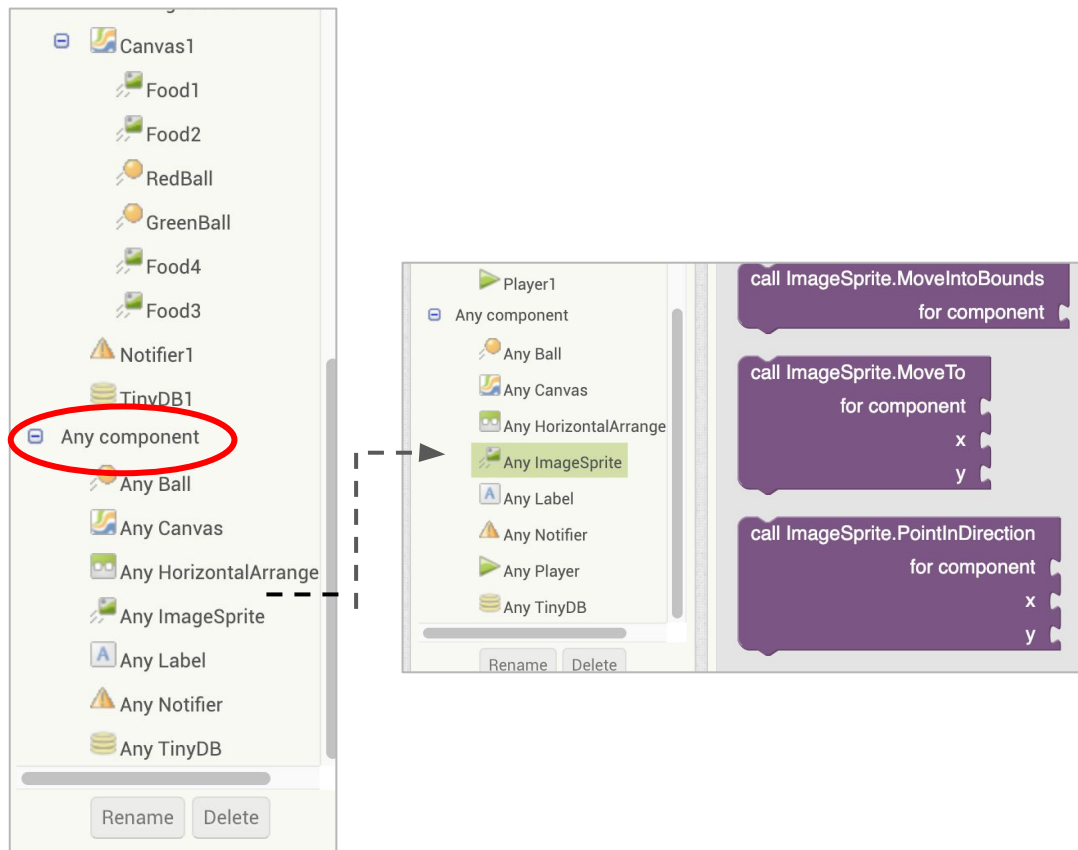 Canvas1
Food1
Food2
RedBall
GreenBall
Food4
Food3
Notifier1
TinyDB1
Any component
Any Ball
Any Canvas
Any HorizontalArrange
Any ImageSprite
Any Label
Any Notifier
Any TinyDB
Rename Delete
Player1
Any component
Any Ball
Any Canvas
Any HorizontalArrange
Any ImageSprite
Any Label
Any Notifier
Any Player
Any TinyDB
Rename Delete
call ImageSprite.MoveIntoBounds
for component
call ImageSprite.MoveTo
for component
x
y
call ImageSprite.PointInDirection
for component
x
y